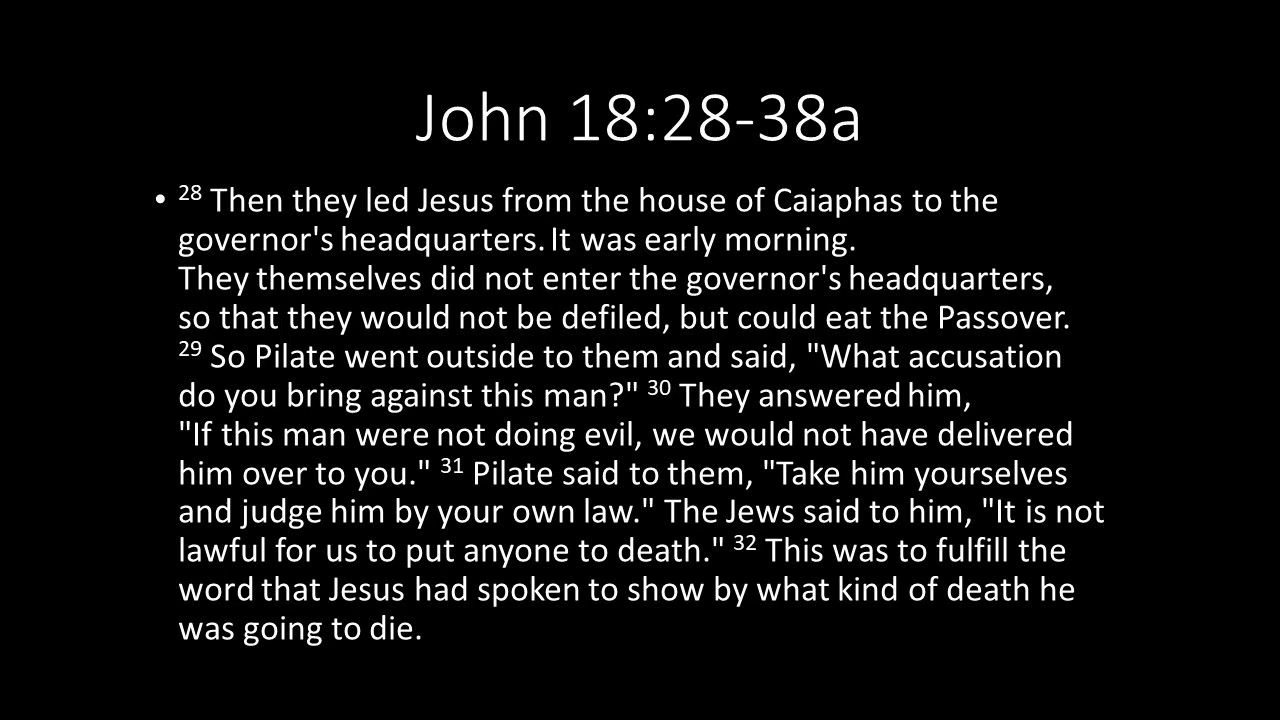 John 18:28-38a
• 28 Then they led Jesus from the house of Caiaphas to the
governor's headquarters. It was early morning.
They themselves did not enter the governor's headquarters,
so that they would not be defiled, but could eat the Passover.
29 So Pilate went outside to them and said, "What accusation
do you bring against this man?" 30 They answered him,
"If this man were not doing evil, we would not have delivered
him over to you." 31 Pilate said to them, "Take him yourselves
and judge him by your own law." The Jews said to him, "It is not
lawful for us to put anyone to death." 32 This was to fulfill the
word that Jesus had spoken to show by what kind of death he
was going to die.